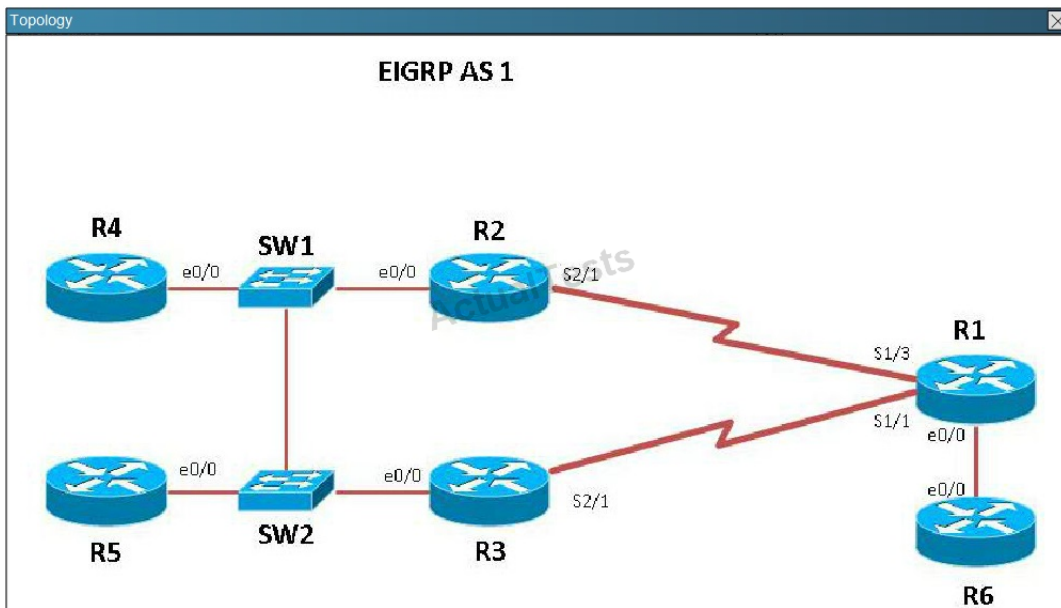 Topology
EIGRP AS 1
R4
SW1
R2
e0/0
e0/0
S2/1
ActualTests
R1
S1/3
S1/1
e0/0
e0/0
e0/0
e0/0
S2/1
R5
SW2
R3
R6